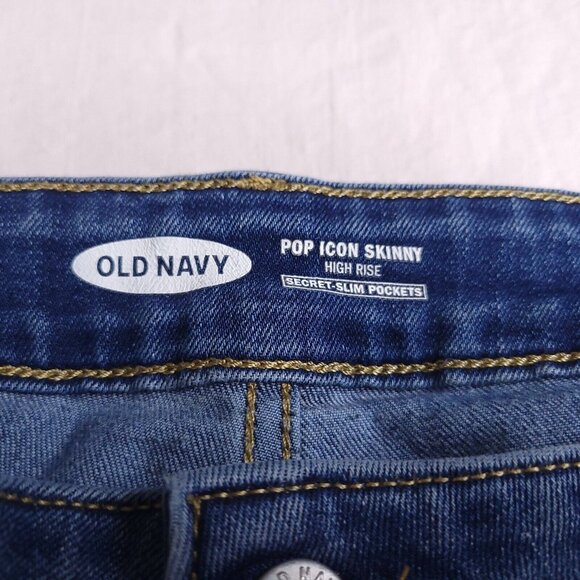 OLD NAVY
POP ICON SKINNY
HIGH RISE
SECRET-SLIM POCKETS